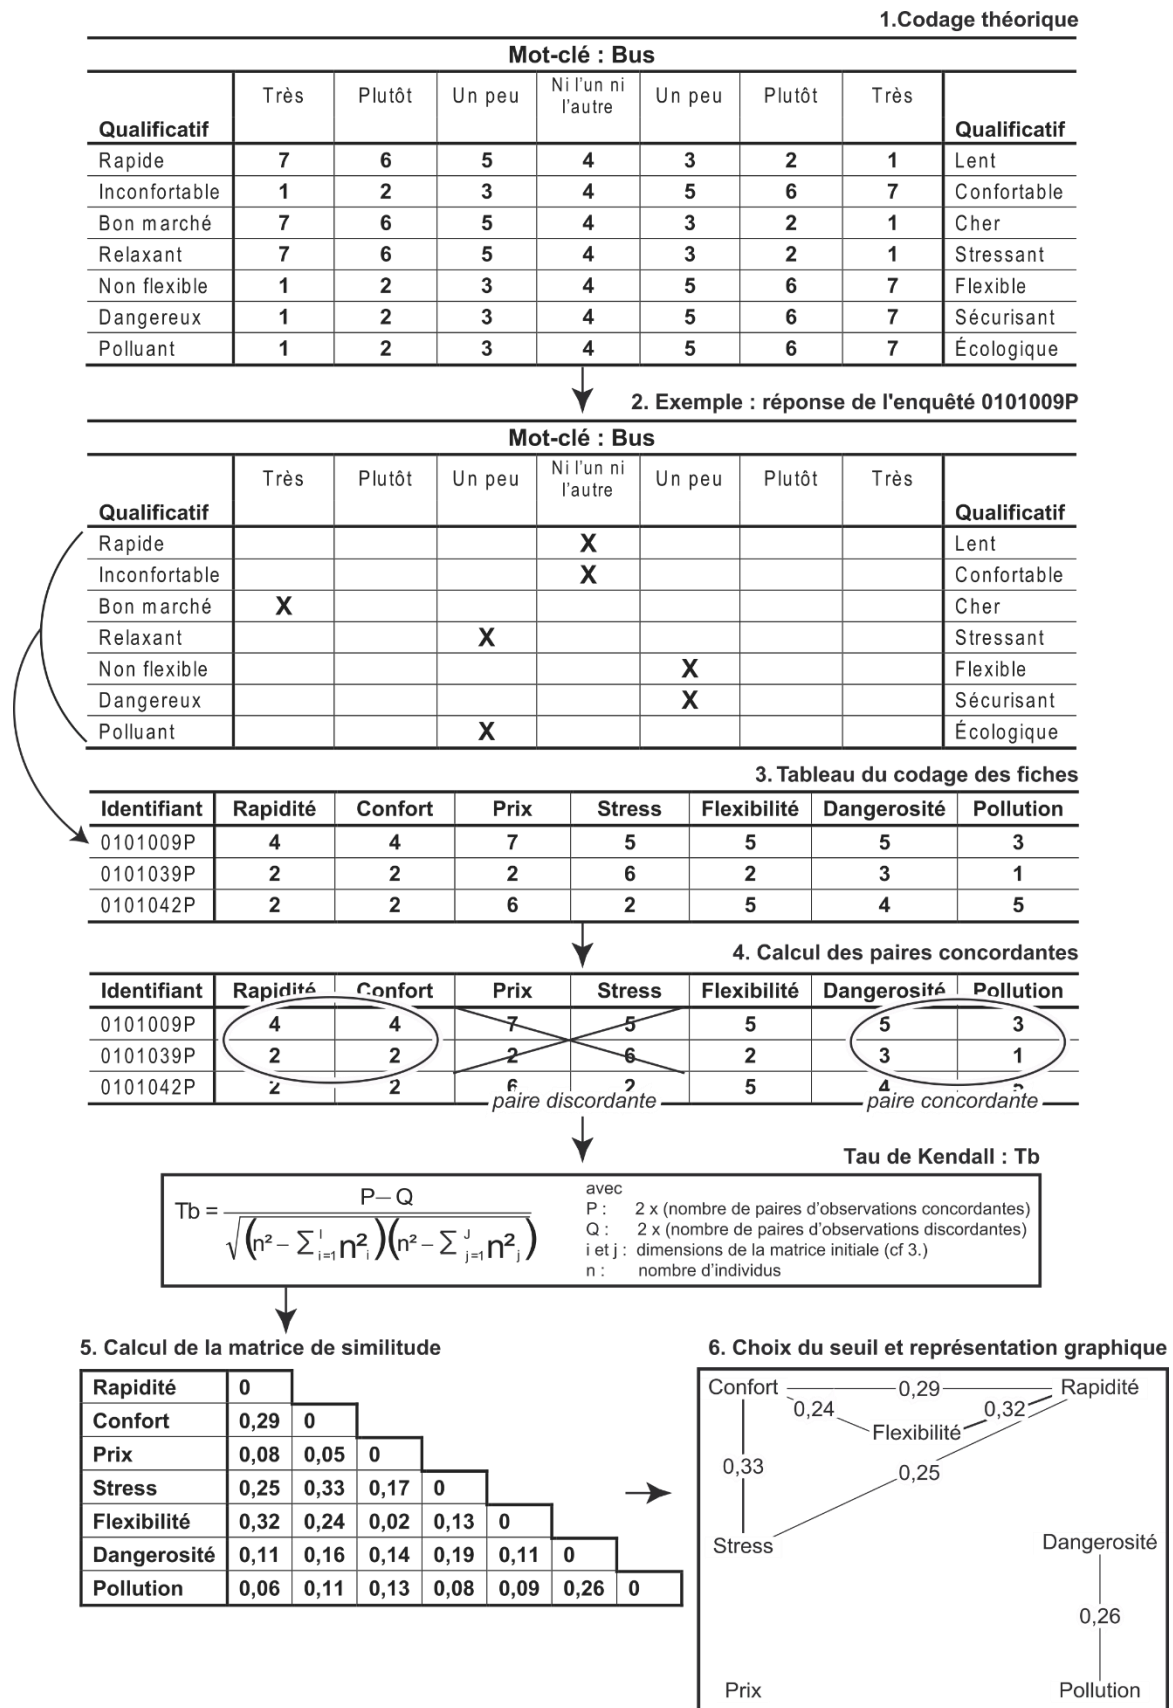 1.Codage théorique
Mot-clé : Bus
Qualificatif Très Plutôt Un peu Ni l'un ni l'autre Un peu Plutôt Très Qualificatif
Rapide 7 6 5 4 3 2 1 Lent
Inconfortable 1 2 3 4 5 6 7 Confortable
Bon marché 7 6 5 4 3 2 1 Cher
Relaxant 7 6 5 4 3 2 1 Stressant
Non flexible 1 2 3 4 5 6 7 Flexible
Dangereux 1 2 3 4 5 6 7 Sécurisant
Polluant 1 2 3 4 5 6 7 Écologique
2. Exemple : réponse de l'enquêté 0101009P
Mot-clé : Bus
Qualificatif Très Plutôt Un peu Ni l'un ni l'autre Un peu Plutôt Très Qualificatif
Rapide X Lent
Inconfortable X Confortable
Bon marché X Cher
Relaxant X Stressant
Non flexible X Flexible
Dangereux X Sécurisant
Polluant X Écologique
3. Tableau du codage des fiches
Identifiant Rapidité Confort Prix Stress Flexibilité Dangerosité Pollution
0101009P 4 4 7 5 5 5 3
0101039P 2 2 2 6 2 3 1
0101042P 2 2 6 2 5 4 5
4. Calcul des paires concordantes
Identifiant Rapidité Confort Prix Stress Flexibilité Dangerosité Pollution
0101009P 4 4 7 5 5 5 3
0101039P 2 2 2 6 2 3 1
0101042P 2 2 6 2 5 4 5
paire discordante paire concordante
Tau de Kendall : Tb
Tb = P – Q / √(n² – ∑ᴵᵢ₌₁ n²ᵢ)(n² – ∑ᴶⱼ₌₁ n²ⱼ)
avec
P : 2 x (nombre de paires d'observations concordantes)
Q : 2 x (nombre de paires d'observations discordantes)
i et j : dimensions de la matrice initiale (cf 3.)
n : nombre d'individus
5. Calcul de la matrice de similitude
Rapidité 0
Confort 0,29 0
Prix 0,08 0,05 0
Stress 0,25 0,33 0,17 0
Flexibilité 0,32 0,24 0,02 0,13 0
Dangerosité 0,11 0,16 0,14 0,19 0,11 0
Pollution 0,06 0,11 0,13 0,08 0,09 0,26 0
6. Choix du seuil et représentation graphique
Confort 0,29 Rapidité
0,24 0,32
Flexibilité
0,33 0,25
Stress Dangerosité
0,26
Prix Pollution